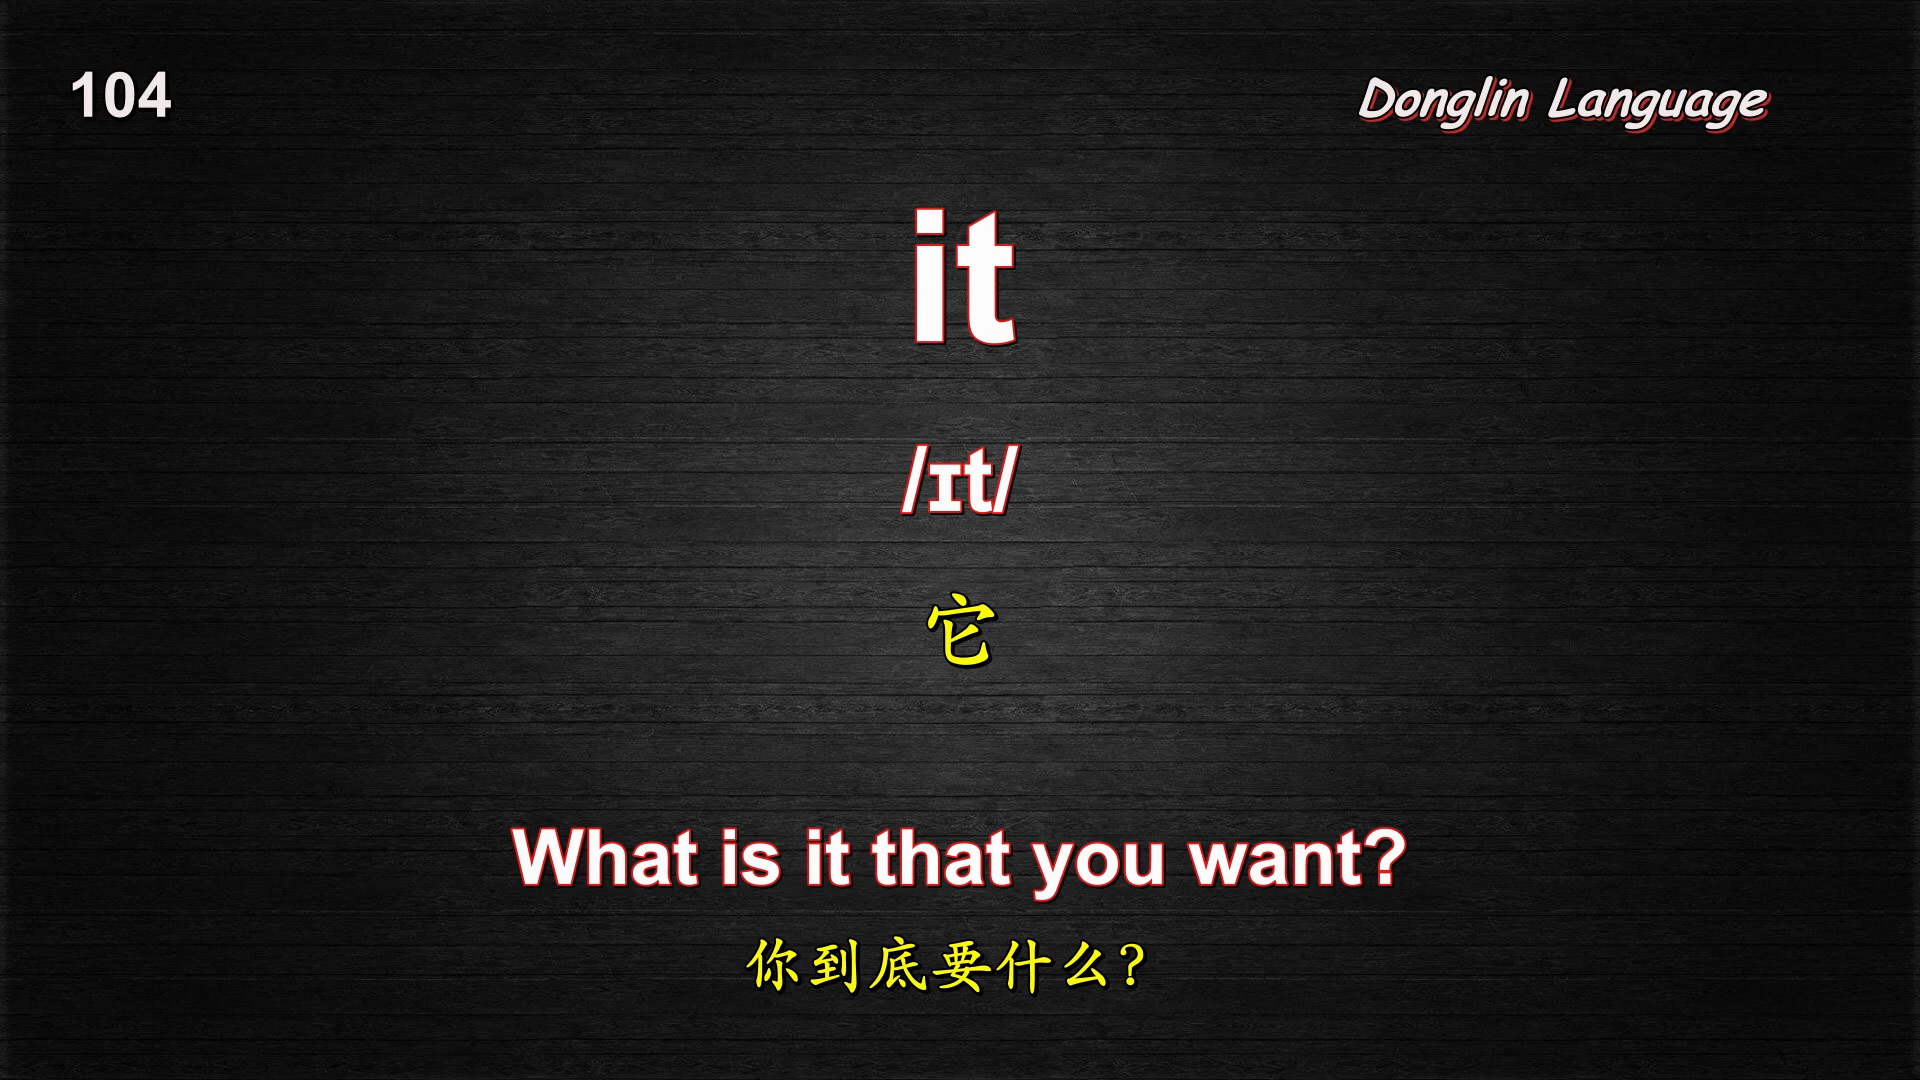 104
Donglin Language
it
/ɪt/
它
What is it that you want?
你到底要什么?